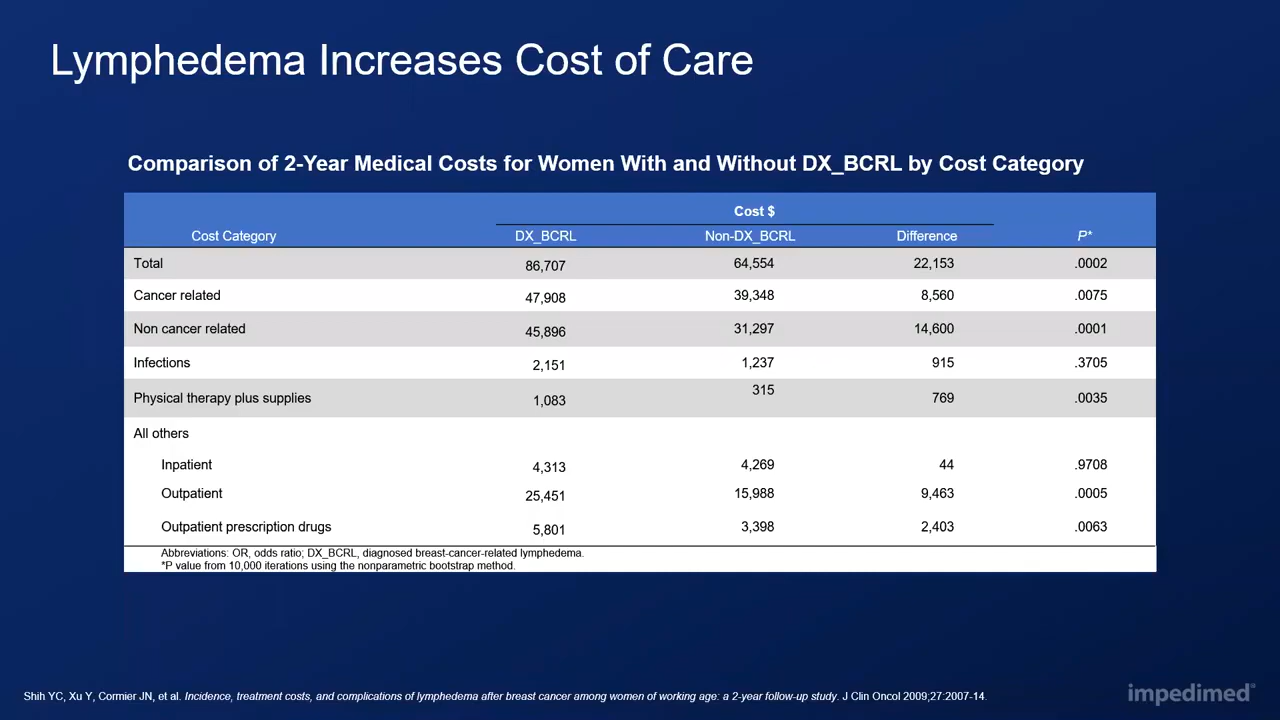 Lymphedema Increases Cost of Care
Comparison of 2-Year Medical Costs for Women With and Without DX_BCRL by Cost Category
Cost $
Cost Category DX_BCRL Non-DX_BCRL Difference P*
Total 86,707 64,554 22,153 .0002
Cancer related 47,908 39,348 8,560 .0075
Non cancer related 45,896 31,297 14,600 .0001
Infections 2,151 1,237 915 .3705
Physical therapy plus supplies 1,083 315 769 .0035
All others
Inpatient 4,313 4,269 44 .9708
Outpatient 25,451 15,988 9,463 .0005
Outpatient prescription drugs 5,801 3,398 2,403 .0063
Abbreviations: OR, odds ratio; DX_BCRL, diagnosed breast-cancer-related lymphedema.
*P value from 10,000 iterations using the nonparametric bootstrap method.
Shih YC, Xu Y, Cormier JN, et al. Incidence, treatment costs, and complications of lymphedema after breast cancer among women of working age: a 2-year follow-up study. J Clin Oncol 2009;27:2007-14.
impedimed®